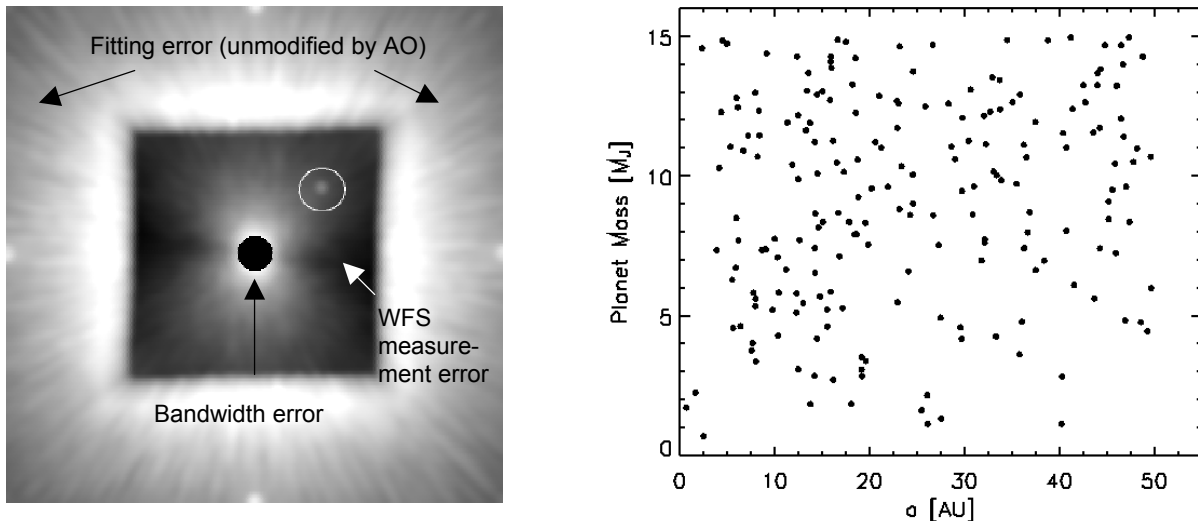 Fitting error (unmodified by AO)
WFS
measure-
ment error
Bandwidth error
Planet Mass [MJ]
15
10
5
0
0 10 20 30 40 50
a [AU]